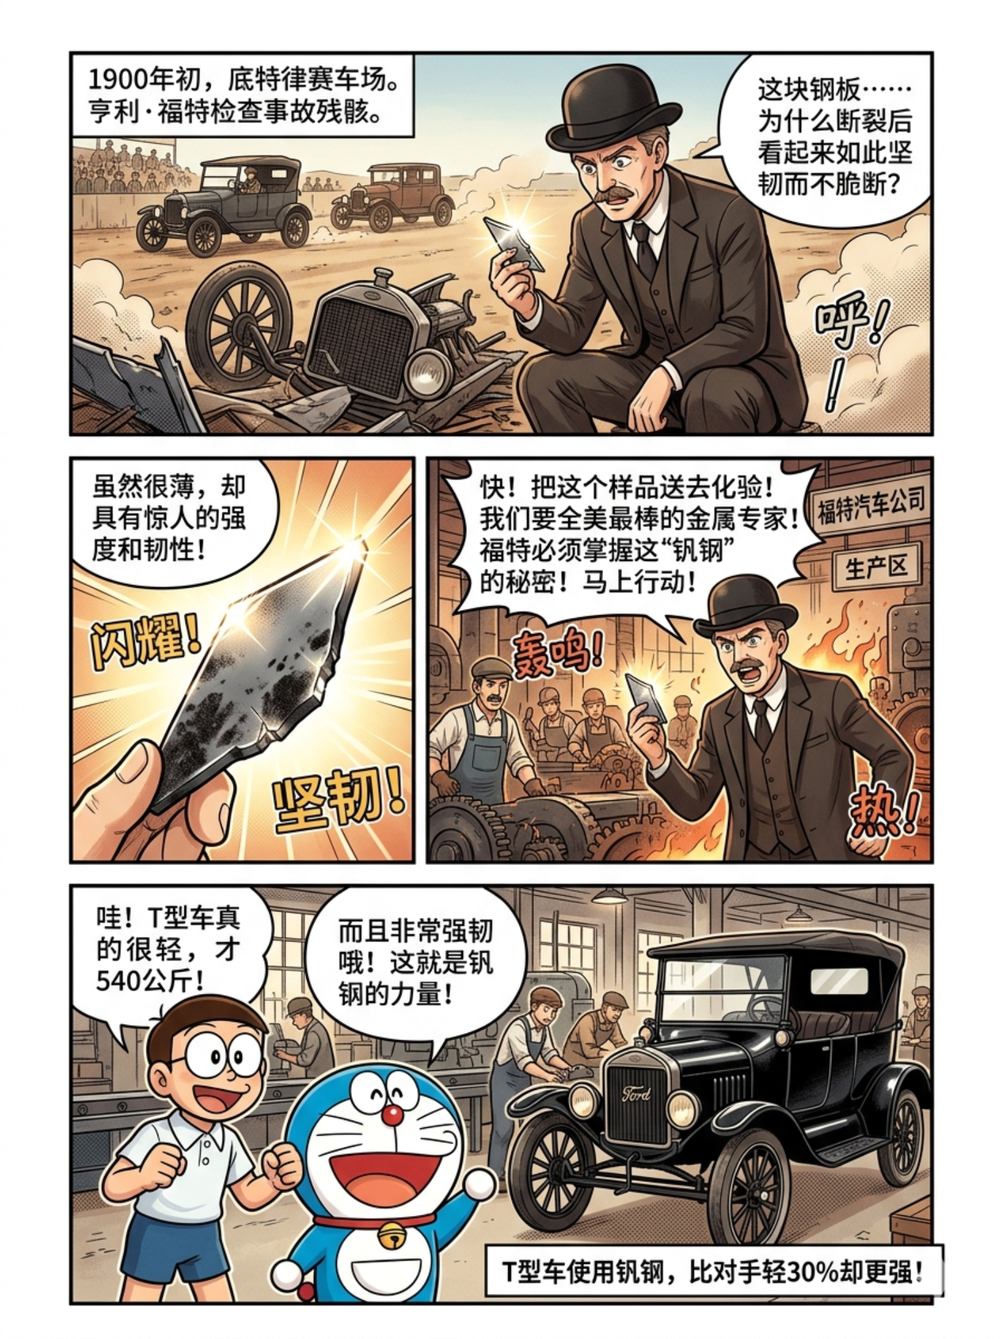 1900年初，底特律赛车场。
亨利·福特检查事故残骸。
这块钢板……
为什么断裂后
看起来如此坚
韧而不脆断？
呼！
虽然很薄，却
具有惊人的强
度和韧性！
闪耀！
坚韧！
快！把这个样品送去化验！
我们要全美最棒的金属专家！
福特必须掌握这“钒钢”
的秘密！马上行动！
福特汽车公司
生产区
轰鸣！
热！
哇！T型车真
的很轻，才
540公斤！
而且非常强韧
哦！这就是钒
钢的力量！
Ford
T型车使用钒钢，比对手轻30%却更强！